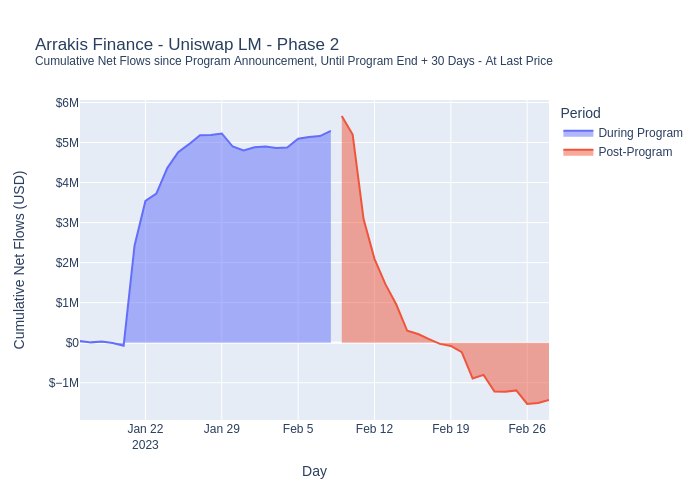 Arrakis Finance - Uniswap LM - Phase 2
Cumulative Net Flows since Program Announcement, Until Program End + 30 Days - At Last Price
Period
During Program
Post-Program
Cumulative Net Flows (USD)
$6M
$5M
$4M
$3M
$2M
$1M
$0
$−1M
Jan 22
2023
Jan 29
Feb 5
Feb 12
Feb 19
Feb 26
Day